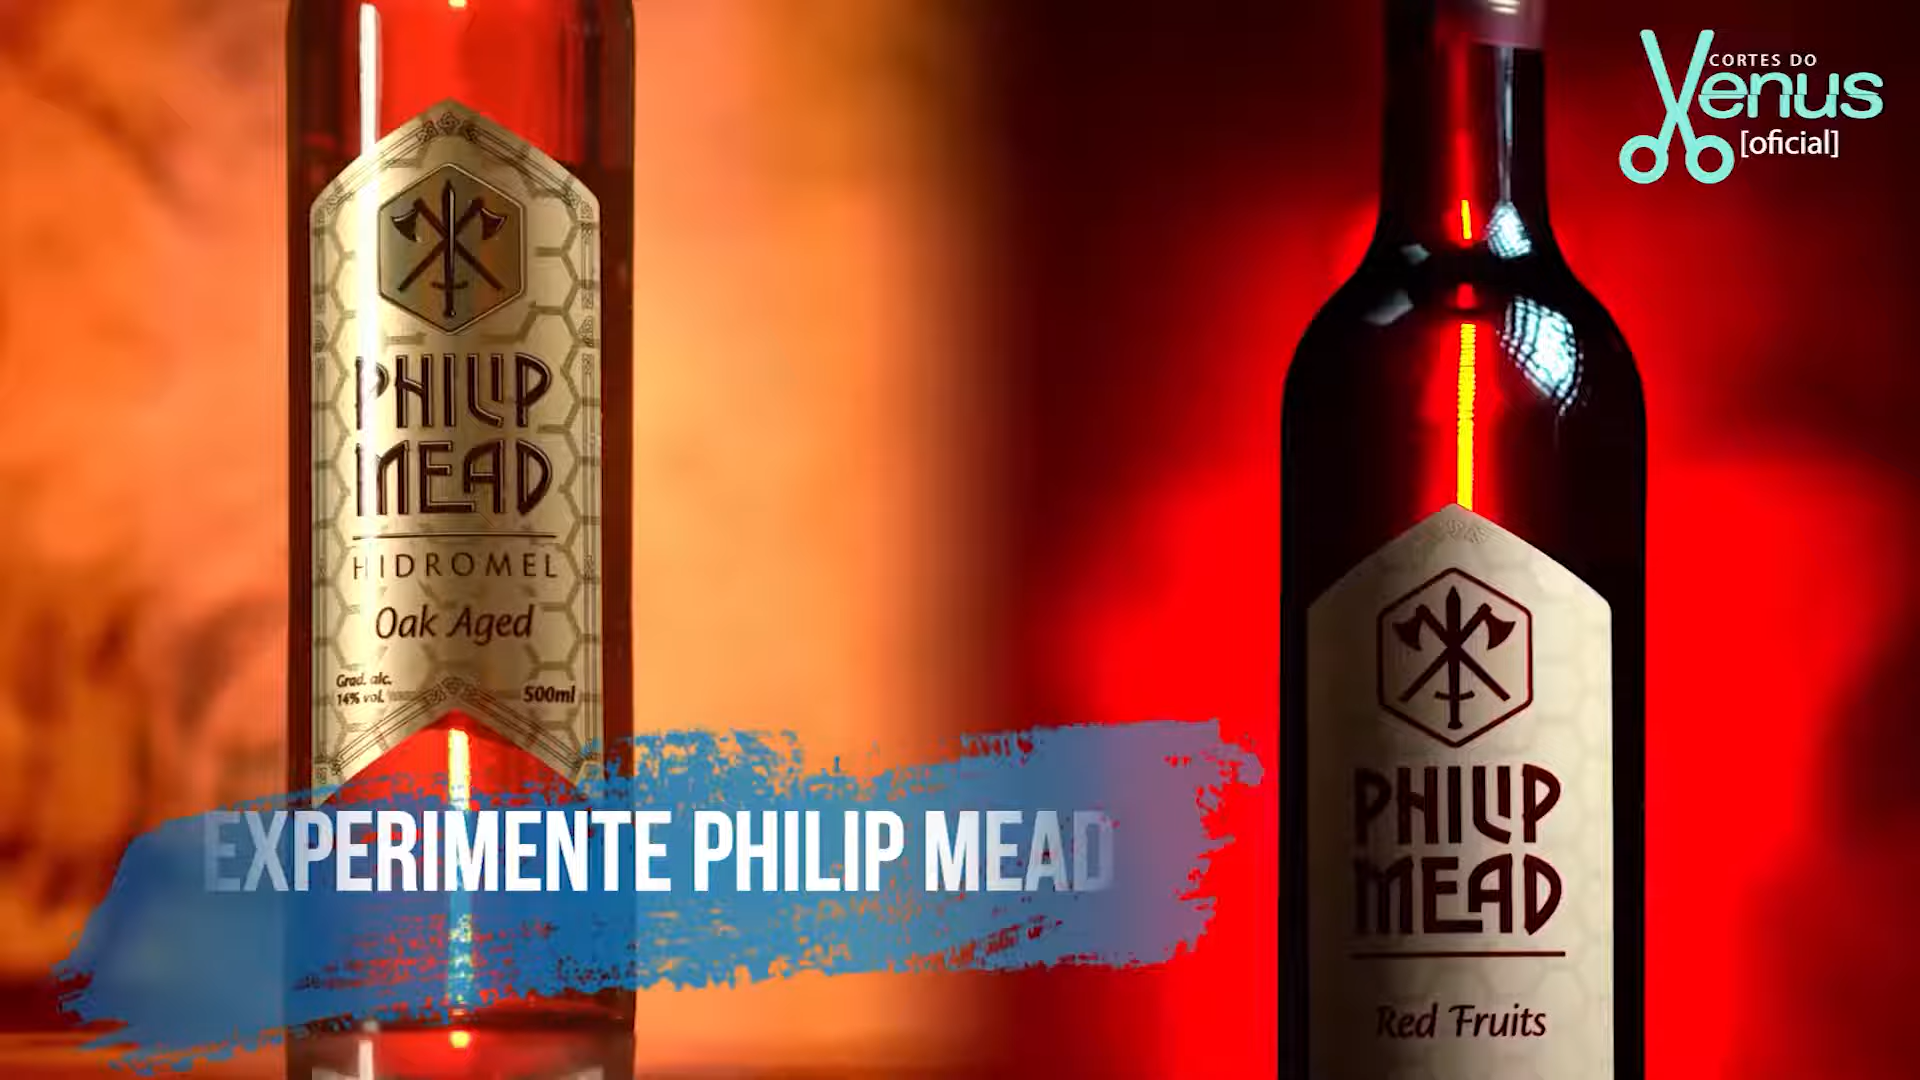 PHILIP
MEAD
HIDROMEL
Oak Aged
Grad. alc.
14% vol.
500ml
EXPERIMENTE PHILIP MEAD
CORTES DO
Venus
[oficial]
PHILIP
MEAD
Red Fruits